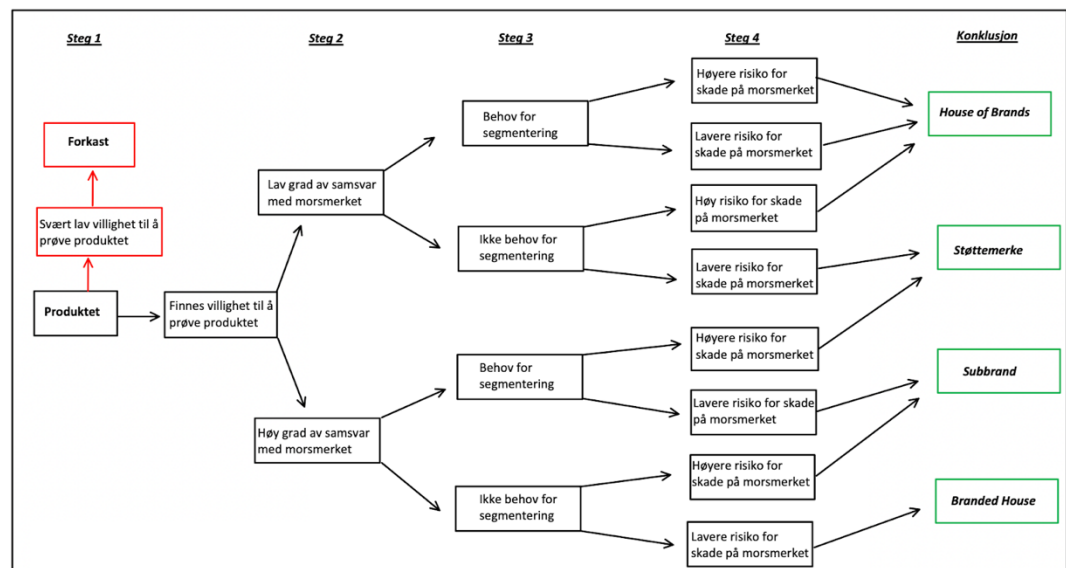 Steg 1
Steg 2
Steg 3
Steg 4
Konklusjon
Forkast
Svært lav villighet til å
prøve produktet
Produktet
Finnes villighet til å
prøve produktet
Lav grad av samsvar
med morsmerket
Høy grad av samsvar
med morsmerket
Behov for
segmentering
Ikke behov for
segmentering
Behov for
segmentering
Ikke behov for
segmentering
Høyere risiko for
skade på morsmerket
Lavere risiko for
skade på morsmerket
Høy risiko for skade
på morsmerket
Lavere risiko for
skade på morsmerket
Høyere risiko for
skade på morsmerket
Lavere risiko for skade
på morsmerket
Høyere risiko for
skade på morsmerket
Lavere risiko for
skade på morsmerket
House of Brands
Støttemerke
Subbrand
Branded House